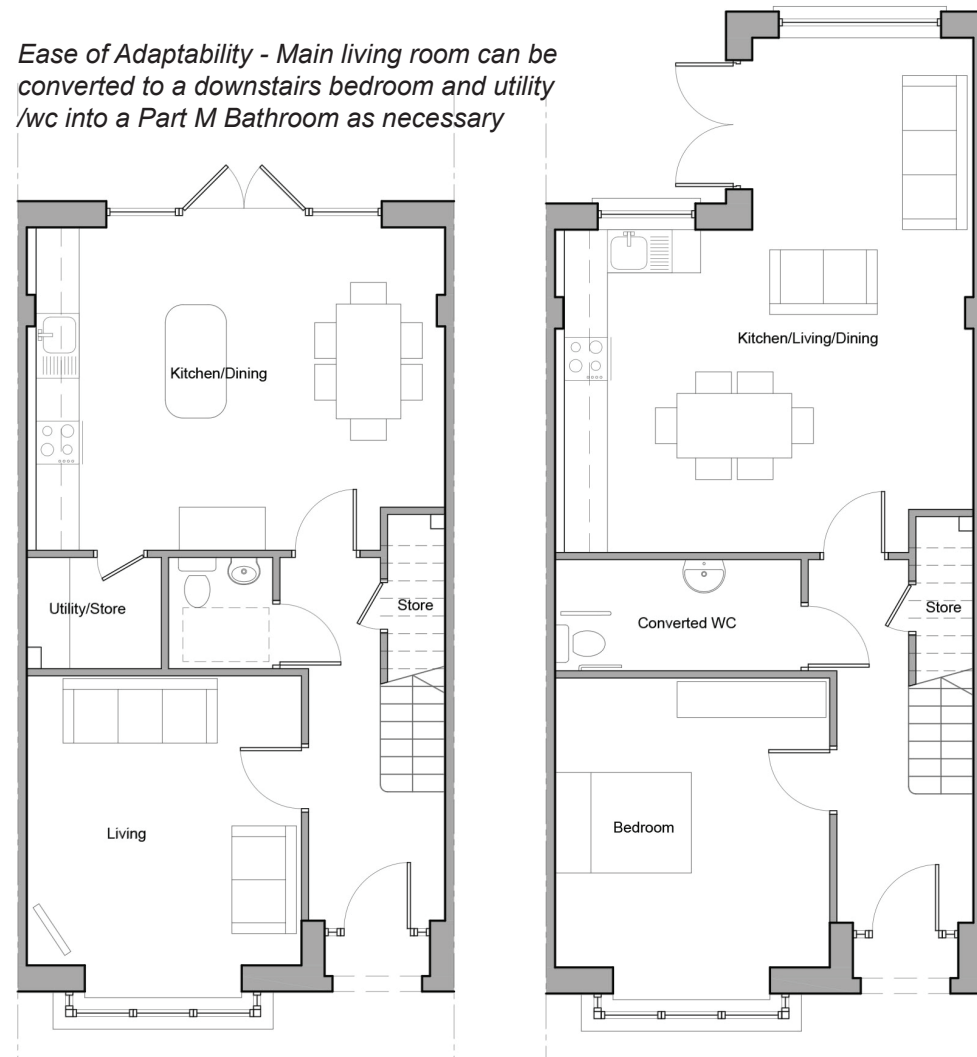 Ease of Adaptability - Main living room can be
converted to a downstairs bedroom and utility
/wc into a Part M Bathroom as necessary
Kitchen/Dining
Utility/Store
Store
Living
Kitchen/Living/Dining
Converted WC
Store
Bedroom